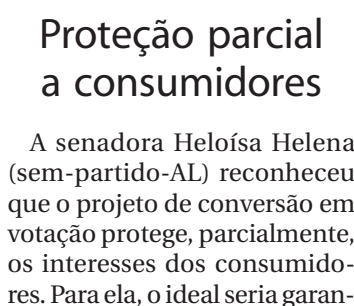 Proteção parcial
a consumidores
A senadora Heloísa Helena
(sem-partido-AL) reconheceu
que o projeto de conversão em
votação protege, parcialmente,
os interesses dos consumido-
res. Para ela, o ideal seria garan-